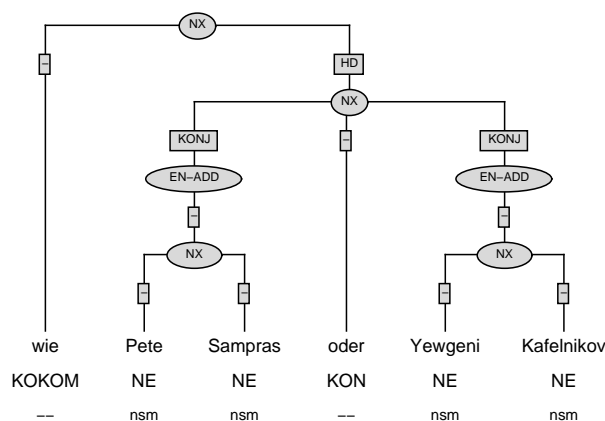 NX
– HD
NX
KONJ – KONJ
EN–ADD EN–ADD
– –
NX NX
– – – –
wie Pete Sampras oder Yewgeni Kafelnikov
KOKOM NE NE KON NE NE
–– nsm nsm –– nsm nsm